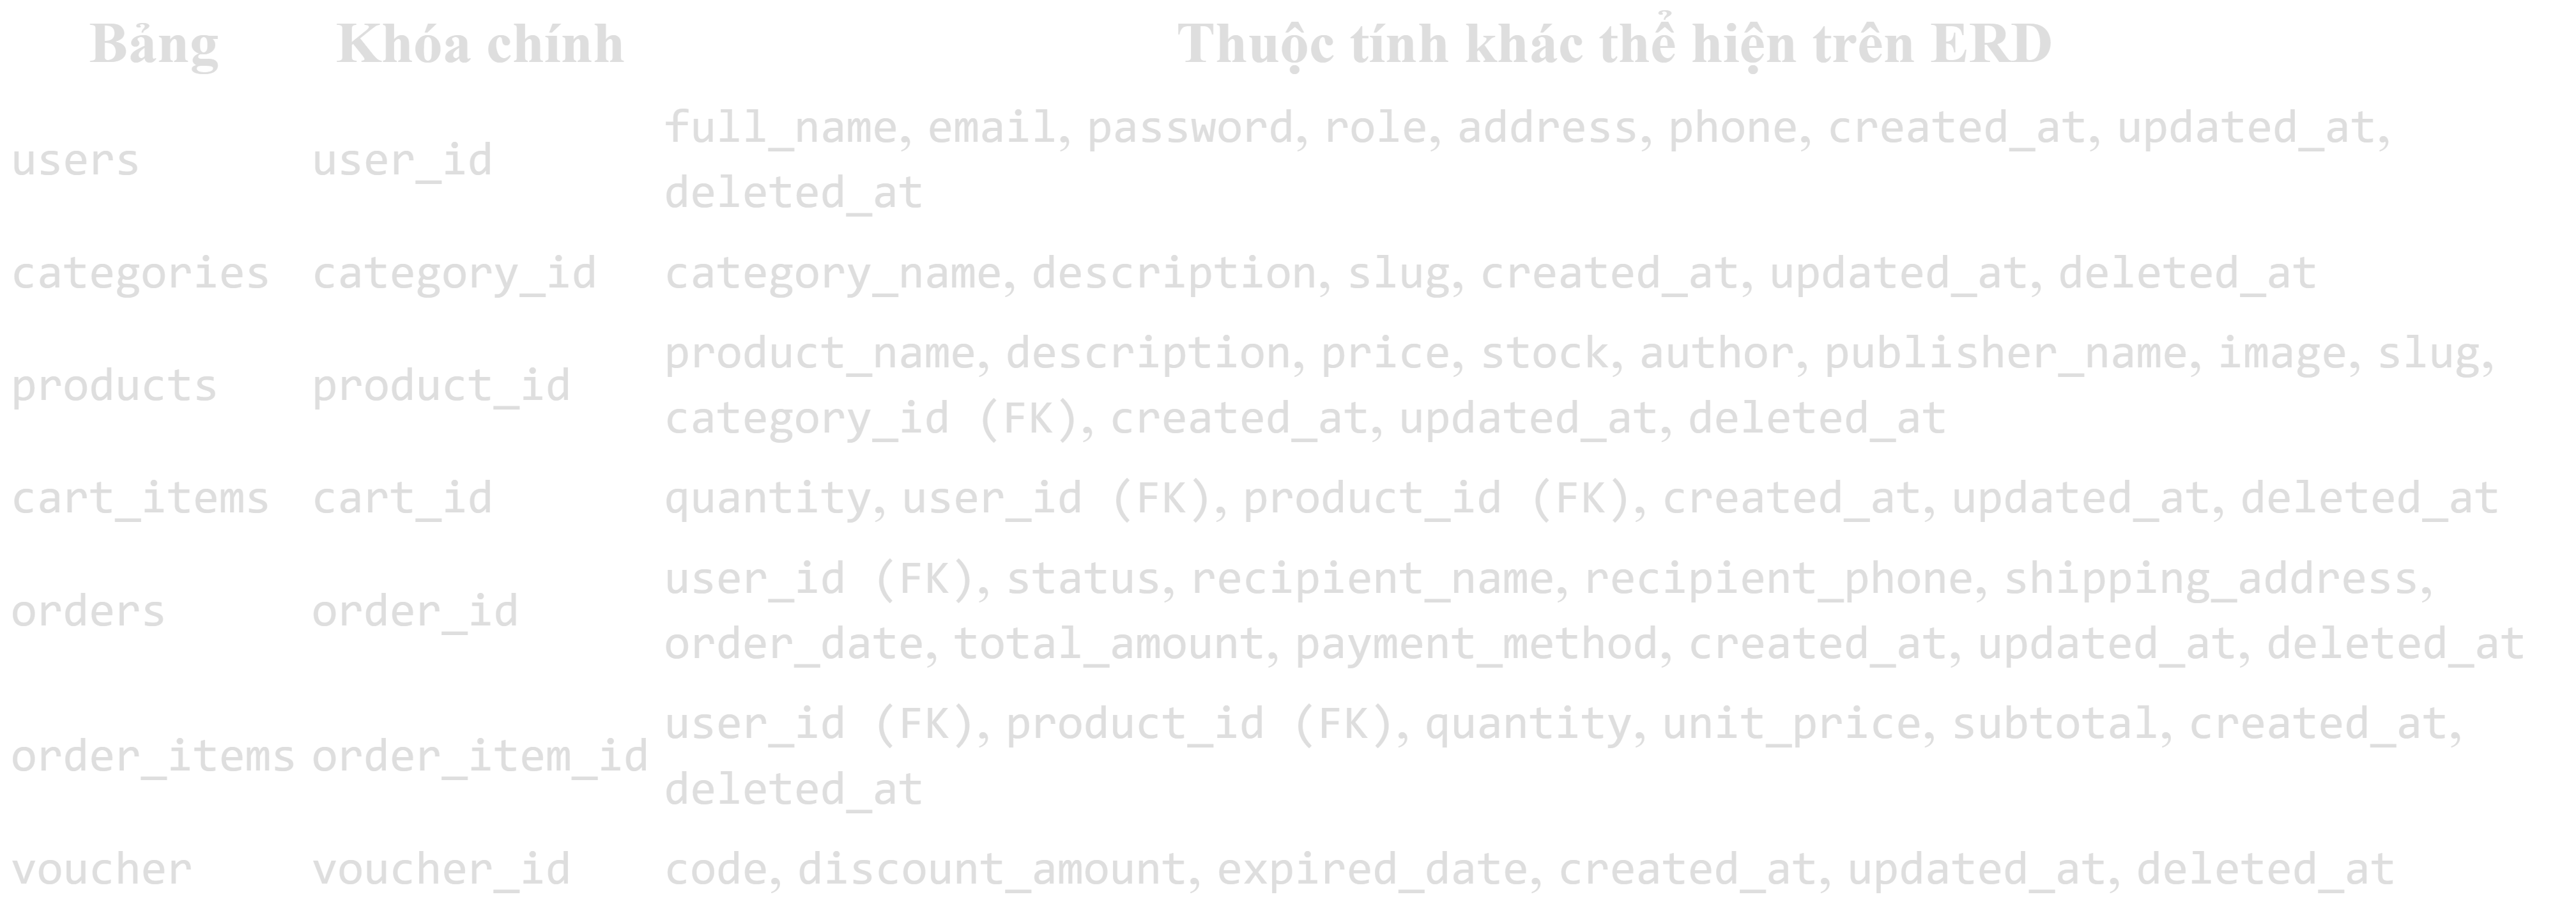 Bảng Khóa chính Thuộc tính khác thể hiện trên ERD
users user_id full_name, email, password, role, address, phone, created_at, updated_at,
deleted_at
categories category_id category_name, description, slug, created_at, updated_at, deleted_at
products product_id product_name, description, price, stock, author, publisher_name, image, slug,
category_id (FK), created_at, updated_at, deleted_at
cart_items cart_id quantity, user_id (FK), product_id (FK), created_at, updated_at, deleted_at
orders order_id user_id (FK), status, recipient_name, recipient_phone, shipping_address,
order_date, total_amount, payment_method, created_at, updated_at, deleted_at
order_items order_item_id user_id (FK), product_id (FK), quantity, unit_price, subtotal, created_at,
deleted_at
voucher voucher_id code, discount_amount, expired_date, created_at, updated_at, deleted_at